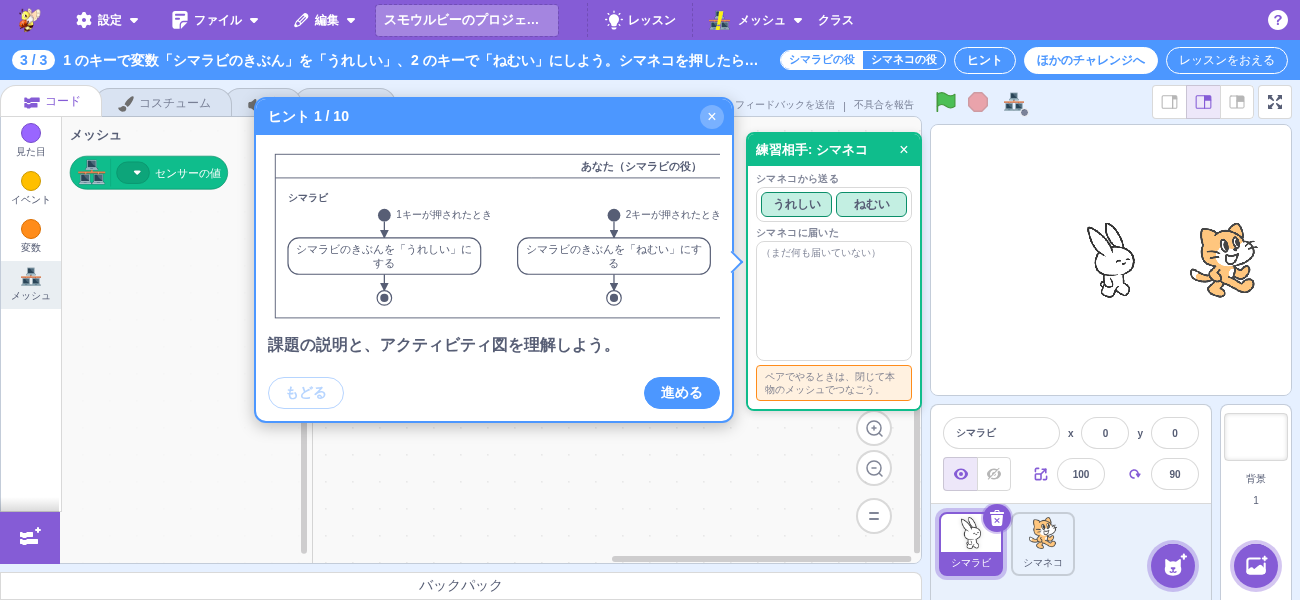 設定 ファイル 編集 スモウルビーのプロジェ… レッスン メッシュ クラス ?
3 / 3 1 のキーで変数「シマラビのきぶん」を「うれしい」、2 のキーで「ねむい」にしよう。シマネコを押したら… シマラビの役 シマネコの役 ヒント ほかのチャレンジへ レッスンをおえる
コード コスチューム
フィードバックを送信 | 不具合を報告
見た目
イベント
変数
メッシュ
メッシュ
センサーの値
ヒント 1 / 10 ×
あなた（シマラビの役）
シマラビ
1キーが押されたとき 2キーが押されたとき
シマラビのきぶんを「うれしい」に
する
シマラビのきぶんを「ねむい」にす
る
課題の説明と、アクティビティ図を理解しよう。
もどる 進める
練習相手: シマネコ ×
シマネコから送る
うれしい ねむい
シマネコに届いた
（まだ何も届いていない）
ペアでやるときは、閉じて本
物のメッシュでつなごう。
シマラビ x 0 y 0
100 90
シマラビ シマネコ
背景
1
バックパック